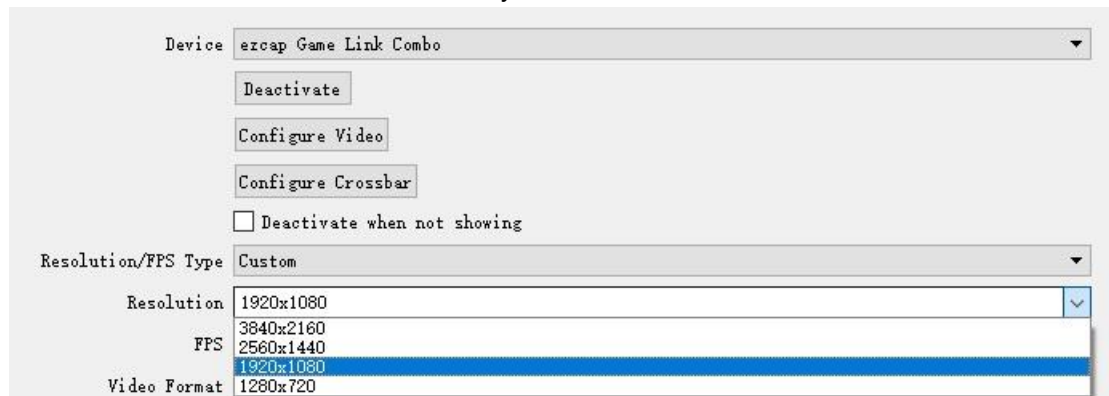 Device ezcap Game Link Combo
Deactivate
Configure Video
Configure Crossbar
Deactivate when not showing
Resolution/FPS Type Custom
Resolution 1920x1080
3840x2160
FPS 2560x1440
1920x1080
Video Format 1280x720